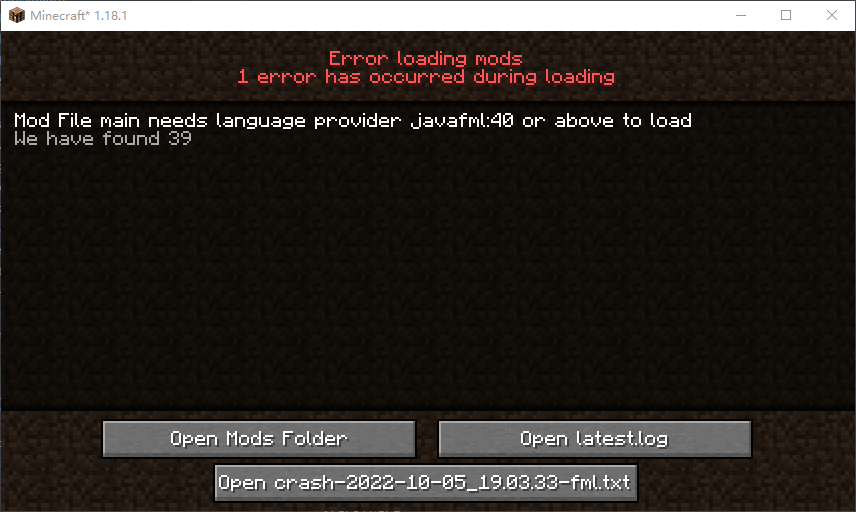 Minecraft* 1.18.1
Error loading mods
1 error has occurred during loading
Mod File main needs language provider javafml:40 or above to load
We have found 39
Open Mods Folder
Open latest.log
Open crash-2022-10-05_19.03.33-fml.txt